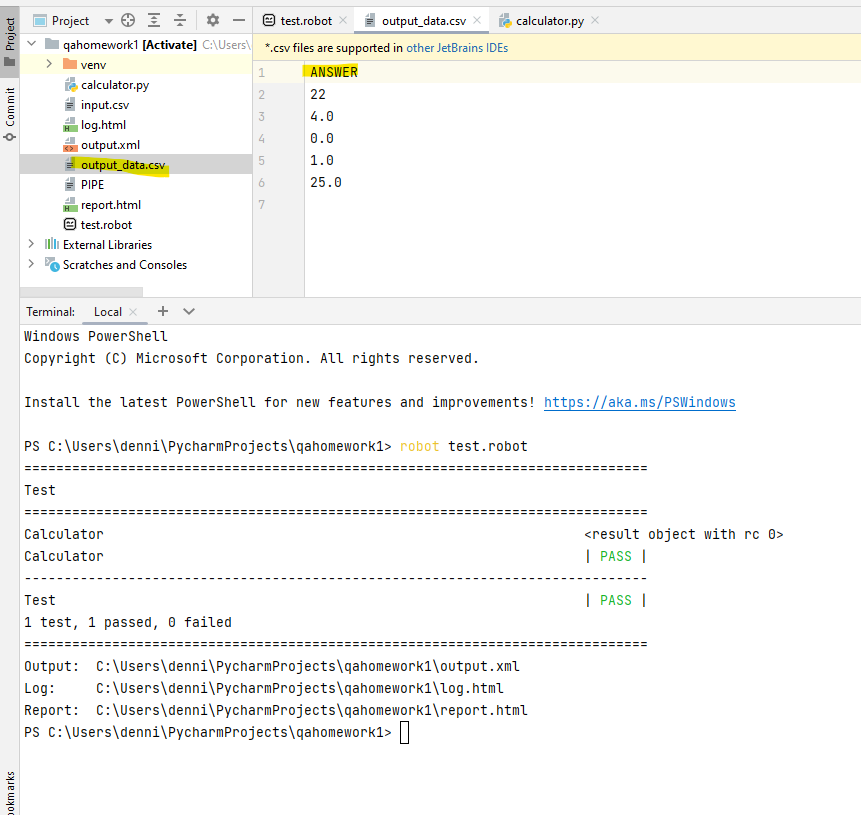 Project
Project
test.robot
output_data.csv
calculator.py
qahomework1 [Activate] C:\Users\
*.csv files are supported in other JetBrains IDEs
venv
calculator.py
input.csv
log.html
output.xml
output_data.csv
PIPE
report.html
test.robot
External Libraries
Scratches and Consoles
Commit
1 ANSWER
2 22
3 4.0
4 0.0
5 1.0
6 25.0
7
Terminal: Local
Windows PowerShell
Copyright (C) Microsoft Corporation. All rights reserved.
Install the latest PowerShell for new features and improvements! https://aka.ms/PSWindows
PS C:\Users\denni\PycharmProjects\qahomework1> robot test.robot
==============================================================================
Test
==============================================================================
Calculator <result object with rc 0>
Calculator | PASS |
------------------------------------------------------------------------------
Test | PASS |
1 test, 1 passed, 0 failed
==============================================================================
Output: C:\Users\denni\PycharmProjects\qahomework1\output.xml
Log: C:\Users\denni\PycharmProjects\qahomework1\log.html
Report: C:\Users\denni\PycharmProjects\qahomework1\report.html
PS C:\Users\denni\PycharmProjects\qahomework1>
okmarks